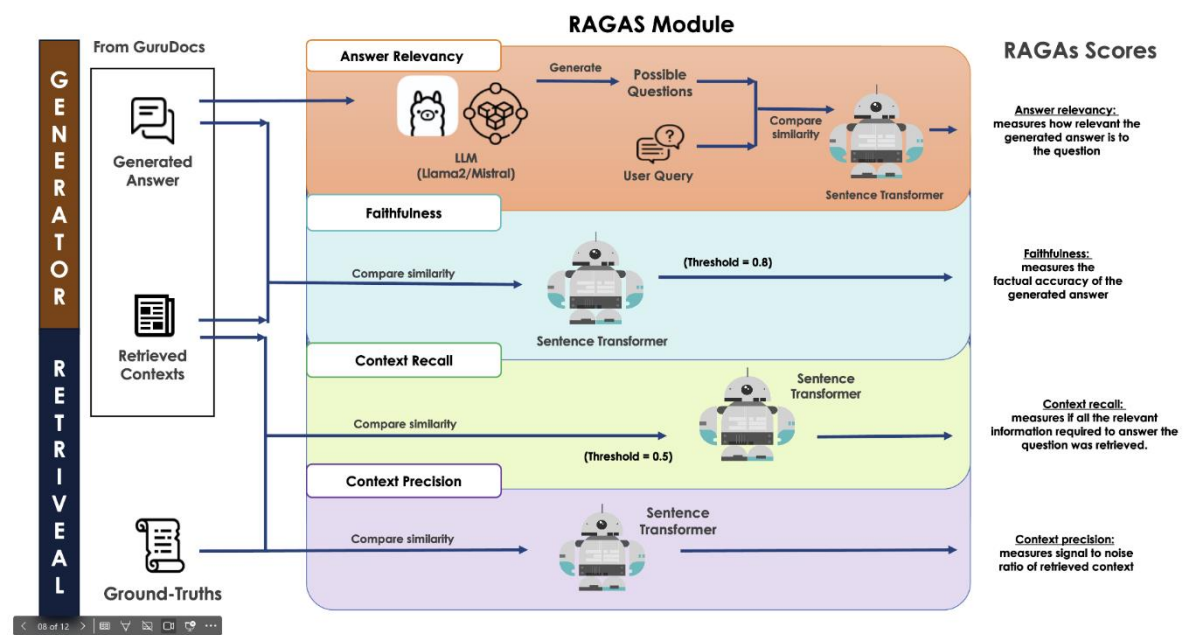 RAGAS Module
From GuruDocs
RAGAs Scores
GENERATOR
RETRIVEAL
Generated
Answer
Retrieved
Contexts
Ground-Truths
Answer Relevancy
Generate
Possible
Questions
LLM
(Llama2/Mistral)
User Query
Compare
similarity
Sentence Transformer
Answer relevancy:
measures how relevant the
generated answer is to
the question
Faithfulness
Compare similarity
Sentence Transformer
(Threshold = 0.8)
Faithfulness:
measures the
factual accuracy of the
generated answer
Context Recall
Compare similarity
(Threshold = 0.5)
Sentence
Transformer
Context recall:
measures if all the relevant
information required to answer the
question was retrieved.
Context Precision
Compare similarity
Sentence
Transformer
Context precision:
measures signal to noise
ratio of retrieved context
08 of 12